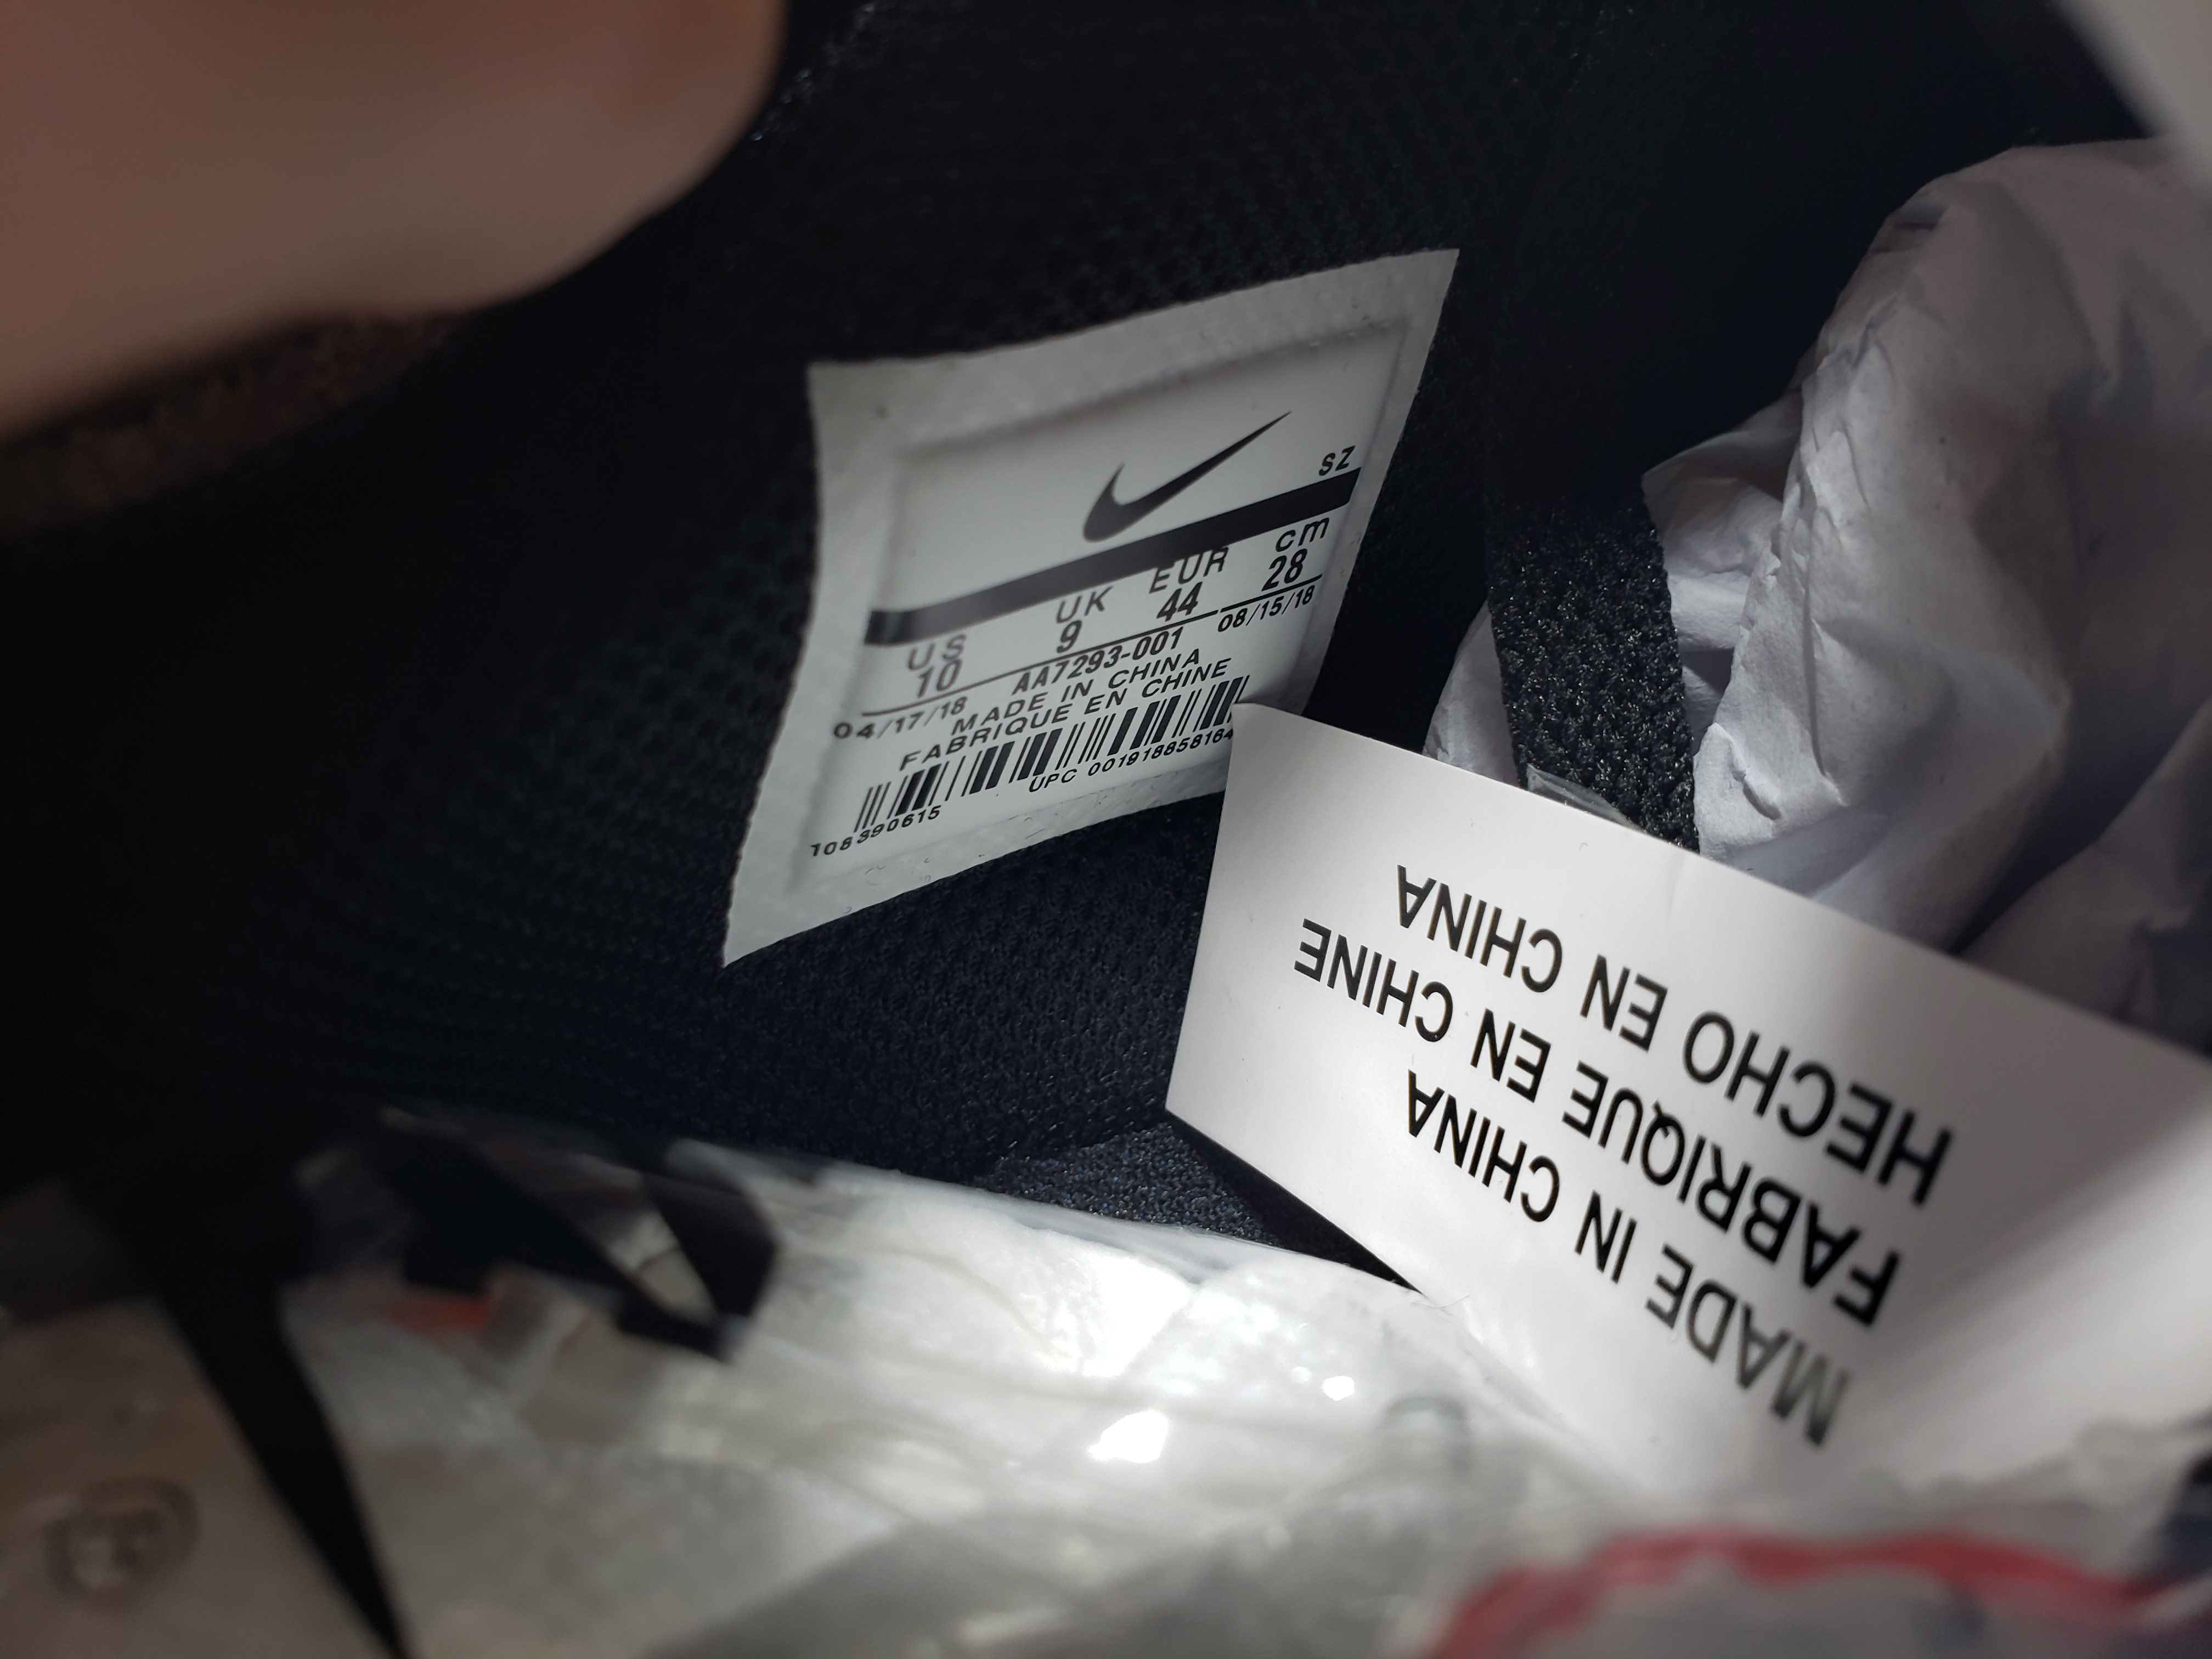 SZ
US UK EUR cm
10 9 44 28
04/17/18 AA7293-001 08/15/18
MADE IN CHINA
FABRIQUE EN CHINE
108390615 UPC 001918858164
MADE IN CHINA
FABRIQUE EN CHINE
HECHO EN CHINA